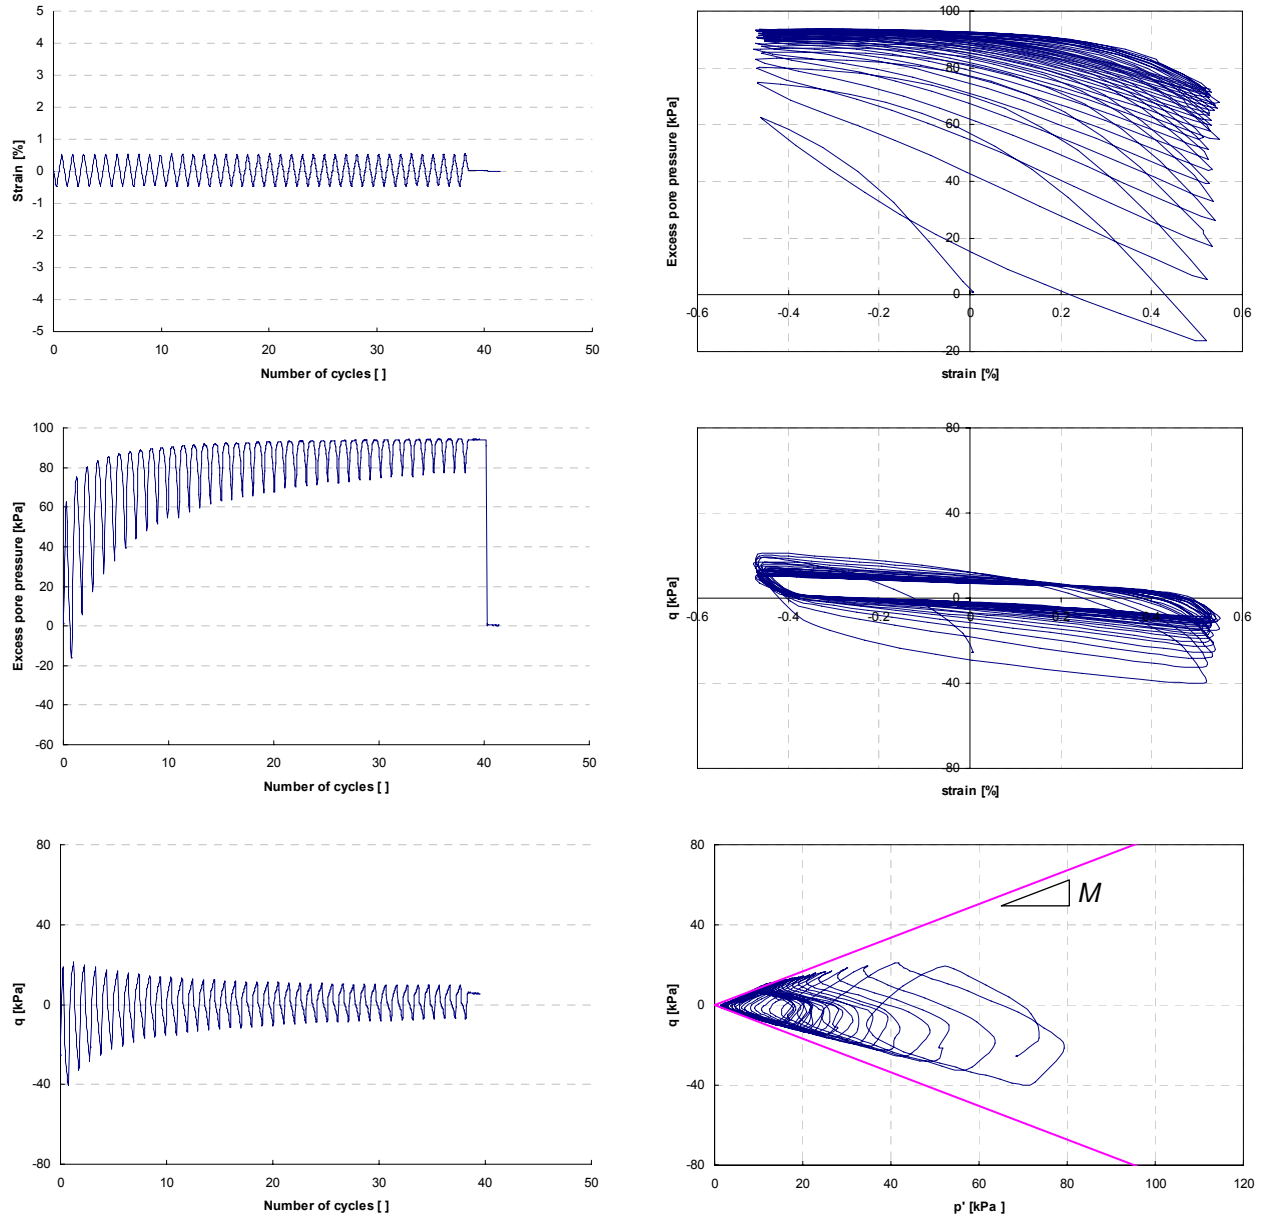 5
4
3
2
1
0
-1
-2
-3
-4
-5
Strain [%]
0 10 20 30 40 50
Number of cycles [ ]
100
80
60
40
20
0
-20
Excess pore pressure [kPa]
-0.6 -0.4 -0.2 0 0.2 0.4 0.6
strain [%]
100
80
60
40
20
0
-20
-40
-60
Excess pore pressure [kPa]
0 10 20 30 40 50
Number of cycles [ ]
80
40
0
-40
-80
q [kPa]
-0.6 -0.4 -0.2 0 0.2 0.4 0.6
strain [%]
80
40
0
-40
-80
q [kPa]
0 10 20 30 40 50
Number of cycles [ ]
80
40
0
-40
-80
q [kPa]
M
0 20 40 60 80 100 120
p' [kPa ]